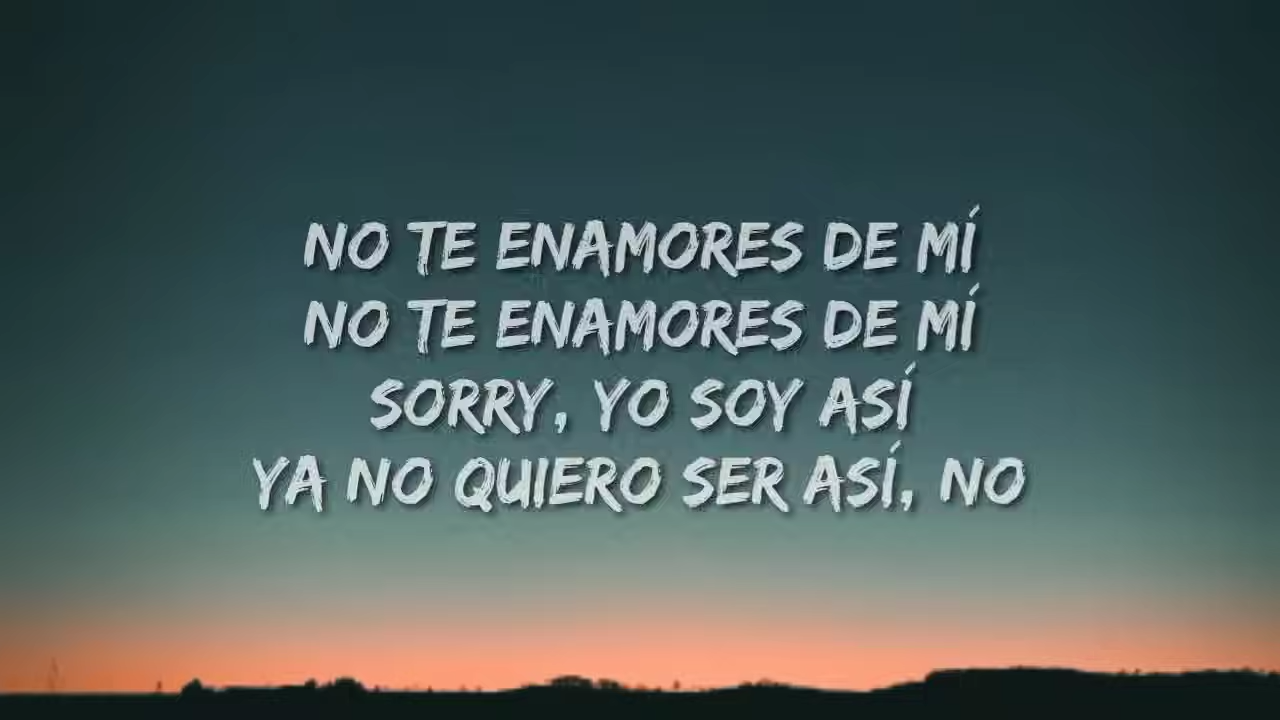 NO TE ENAMORES DE MÍ
NO TE ENAMORES DE MÍ
SORRY, YO SOY ASÍ
YA NO QUIERO SER ASÍ, NO